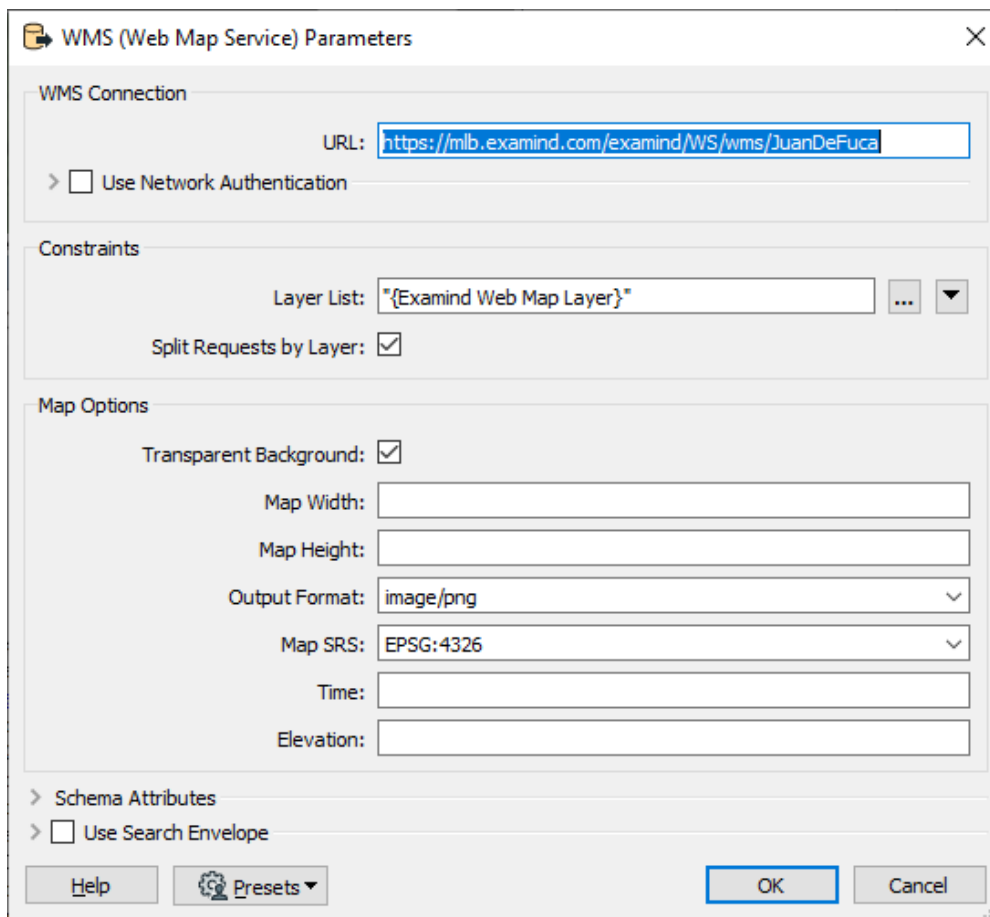 WMS (Web Map Service) Parameters
WMS Connection
URL: https://mlb.examind.com/examind/WS/wms/JuanDeFuca
Use Network Authentication
Constraints
Layer List: "{Examind Web Map Layer}" ...
Split Requests by Layer:
Map Options
Transparent Background:
Map Width:
Map Height:
Output Format: image/png
Map SRS: EPSG:4326
Time:
Elevation:
Schema Attributes
Use Search Envelope
Help Presets OK Cancel